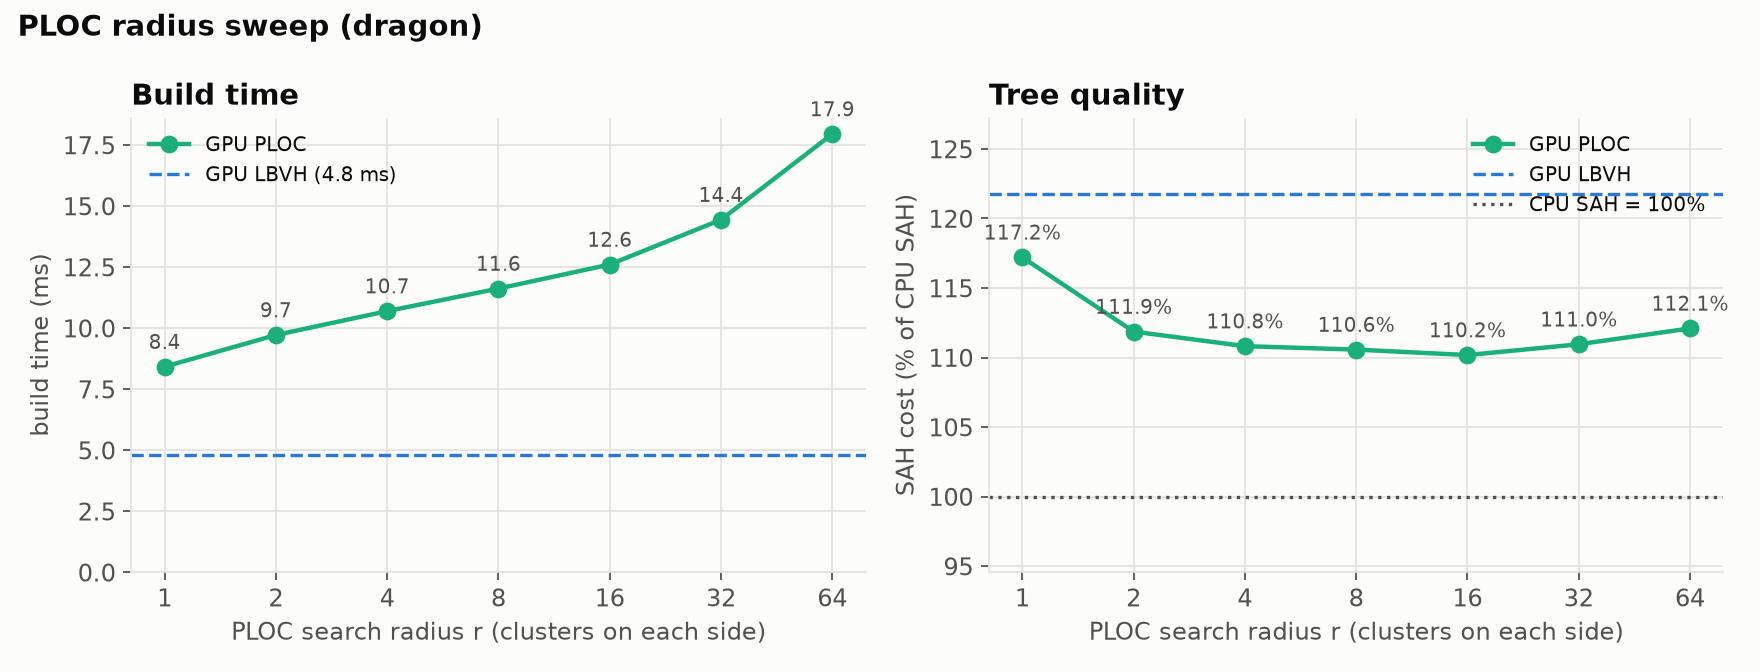 PLOC radius sweep (dragon)
Build time
GPU PLOC
GPU LBVH (4.8 ms)
17.9
14.4
12.6
11.6
10.7
9.7
8.4
17.5
15.0
12.5
10.0
7.5
5.0
2.5
0.0
build time (ms)
1 2 4 8 16 32 64
PLOC search radius r (clusters on each side)
Tree quality
GPU PLOC
GPU LBVH
CPU SAH = 100%
117.2%
111.9%
110.8%
110.6%
110.2%
111.0%
112.1%
125
120
115
110
105
100
95
SAH cost (% of CPU SAH)
1 2 4 8 16 32 64
PLOC search radius r (clusters on each side)